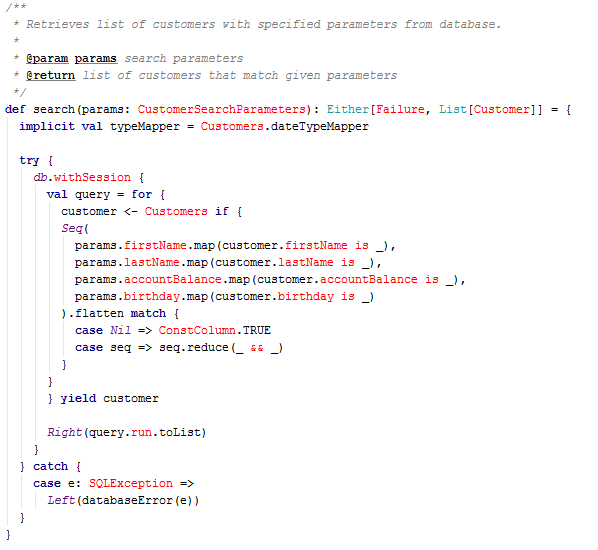 /**
 * Retrieves list of customers with specified parameters from database.
 *
 * @param params search parameters
 * @return list of customers that match given parameters
 */
def search(params: CustomerSearchParameters): Either[Failure, List[Customer]] = {
  implicit val typeMapper = Customers.dateTypeMapper

  try {
    db.withSession {
      val query = for {
        customer <- Customers if {
        Seq(
          params.firstName.map(customer.firstName is _),
          params.lastName.map(customer.lastName is _),
          params.accountBalance.map(customer.accountBalance is _),
          params.birthday.map(customer.birthday is _)
        ).flatten match {
          case Nil => ConstColumn.TRUE
          case seq => seq.reduce(_ && _)
        }
      }
      } yield customer

      Right(query.run.toList)
    }
  } catch {
    case e: SQLException =>
      Left(databaseError(e))
  }
}